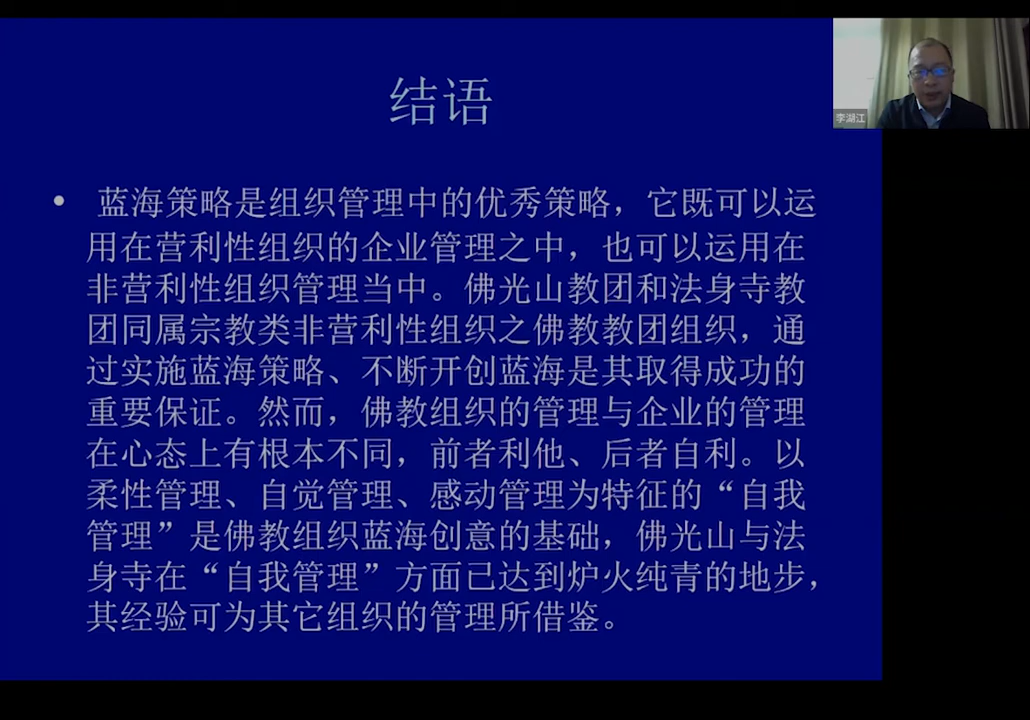 结语
李湖江
• 蓝海策略是组织管理中的优秀策略，它既可以运
用在营利性组织的企业管理之中，也可以运用在
非营利性组织管理当中。佛光山教团和法身寺教
团同属宗教类非营利性组织之佛教教团组织，通
过实施蓝海策略、不断开创蓝海是其取得成功的
重要保证。然而，佛教组织的管理与企业的管理
在心态上有根本不同，前者利他、后者自利。以
柔性管理、自觉管理、感动管理为特征的“自我
管理”是佛教组织蓝海创意的基础，佛光山与法
身寺在“自我管理”方面已达到炉火纯青的地步，
其经验可为其它组织的管理所借鉴。